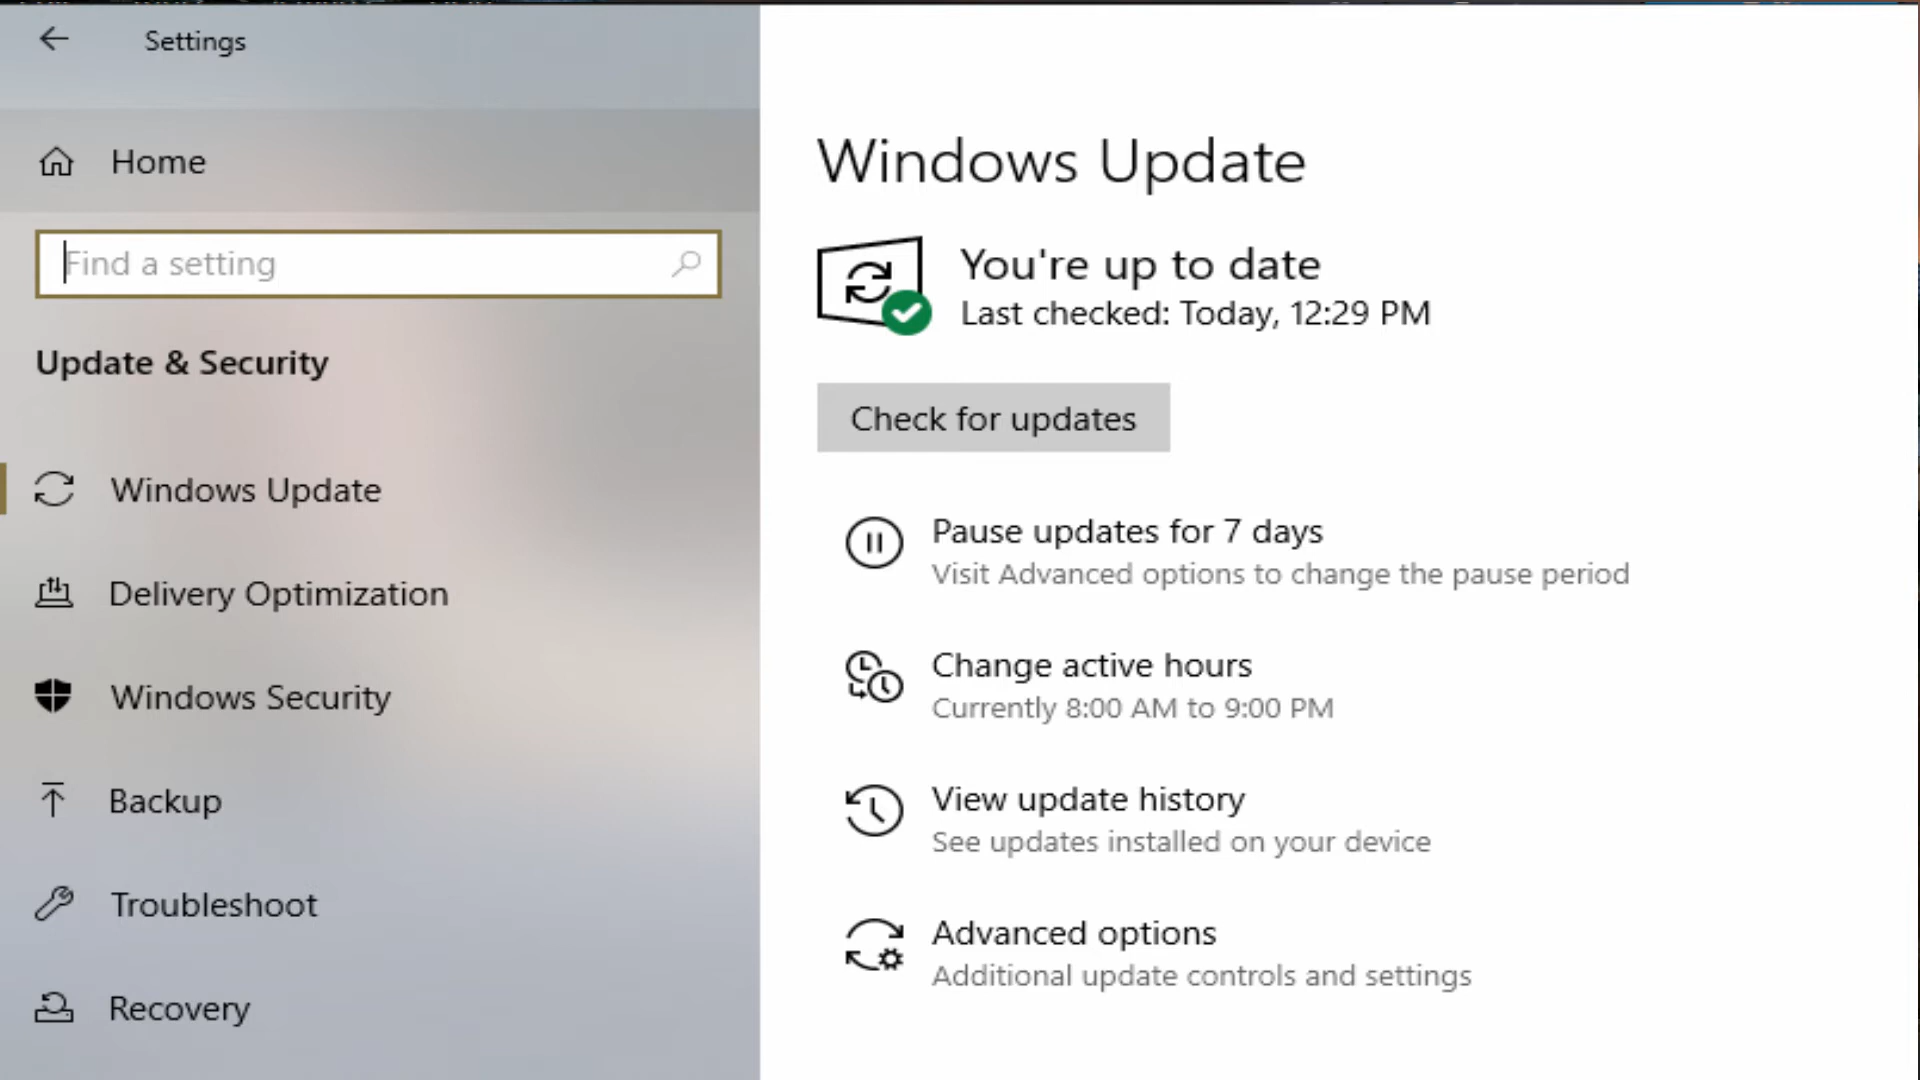 Settings
Home
Find a setting
Update & Security
Windows Update
Delivery Optimization
Windows Security
Backup
Troubleshoot
Recovery
Windows Update
You're up to date
Last checked: Today, 12:29 PM
Check for updates
Pause updates for 7 days
Visit Advanced options to change the pause period
Change active hours
Currently 8:00 AM to 9:00 PM
View update history
See updates installed on your device
Advanced options
Additional update controls and settings